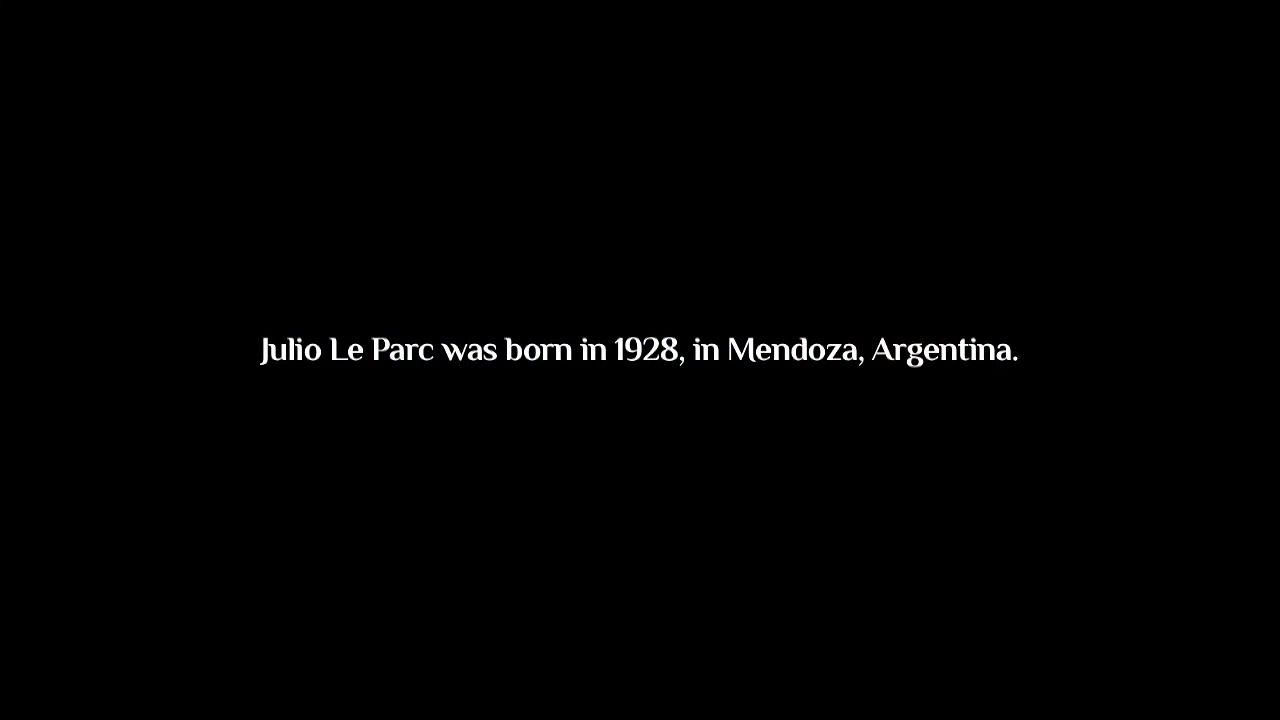 Julio Le Parc was born in 1928, in Mendoza, Argentina.